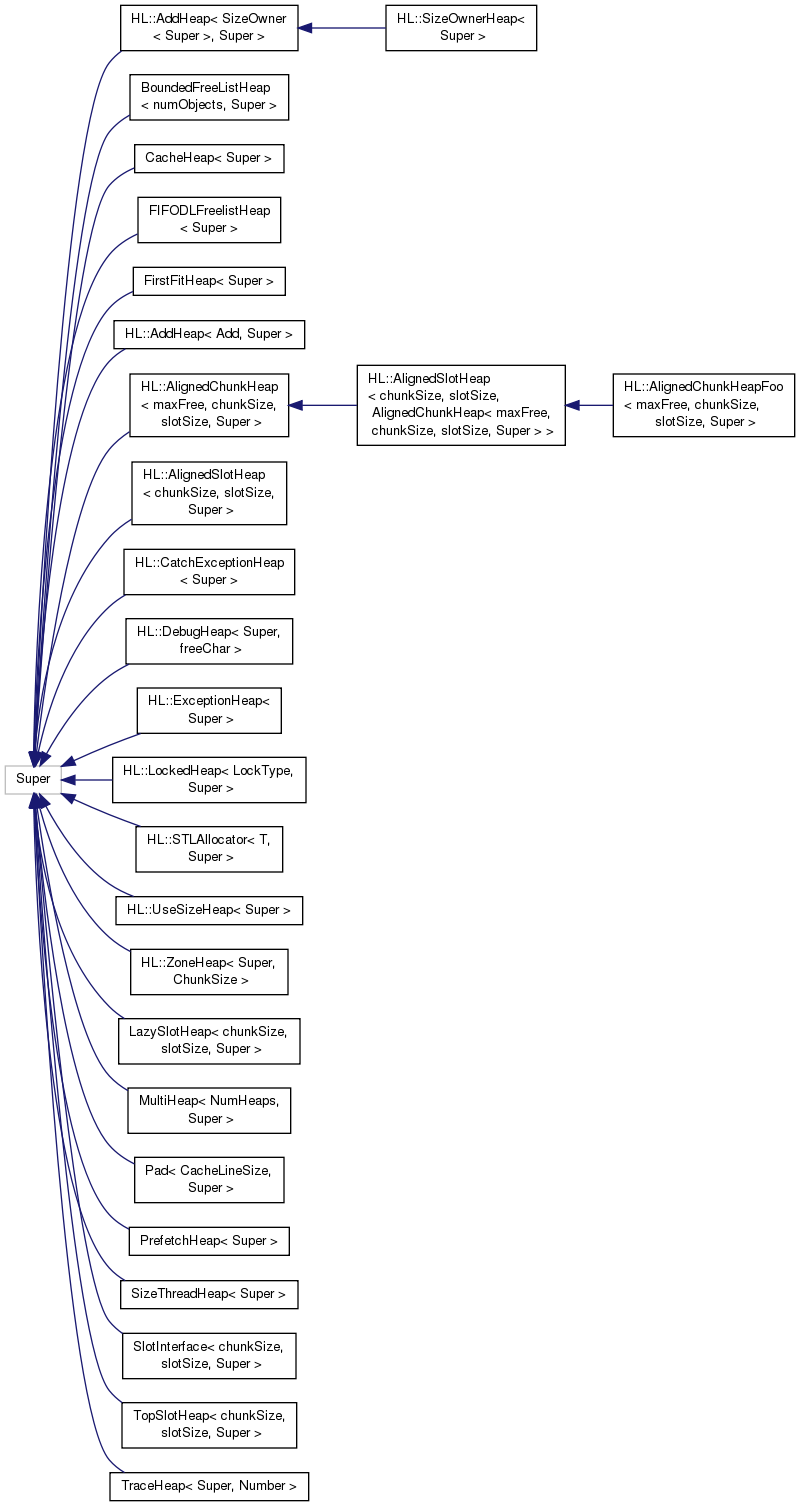 HL::AddHeap< SizeOwner
< Super >, Super >
HL::SizeOwnerHeap<
Super >
BoundedFreeListHeap
< numObjects, Super >
CacheHeap< Super >
FIFODLFreelistHeap
< Super >
FirstFitHeap< Super >
HL::AddHeap< Add, Super >
HL::AlignedChunkHeap
< maxFree, chunkSize,
slotSize, Super >
HL::AlignedSlotHeap
< chunkSize, slotSize,
AlignedChunkHeap< maxFree,
chunkSize, slotSize, Super > >
HL::AlignedChunkHeapFoo
< maxFree, chunkSize,
slotSize, Super >
HL::AlignedSlotHeap
< chunkSize, slotSize,
Super >
HL::CatchExceptionHeap
< Super >
HL::DebugHeap< Super,
freeChar >
HL::ExceptionHeap<
Super >
Super
HL::LockedHeap< LockType,
Super >
HL::STLAllocator< T,
Super >
HL::UseSizeHeap< Super >
HL::ZoneHeap< Super,
ChunkSize >
LazySlotHeap< chunkSize,
slotSize, Super >
MultiHeap< NumHeaps,
Super >
Pad< CacheLineSize,
Super >
PrefetchHeap< Super >
SizeThreadHeap< Super >
SlotInterface< chunkSize,
slotSize, Super >
TopSlotHeap< chunkSize,
slotSize, Super >
TraceHeap< Super, Number >